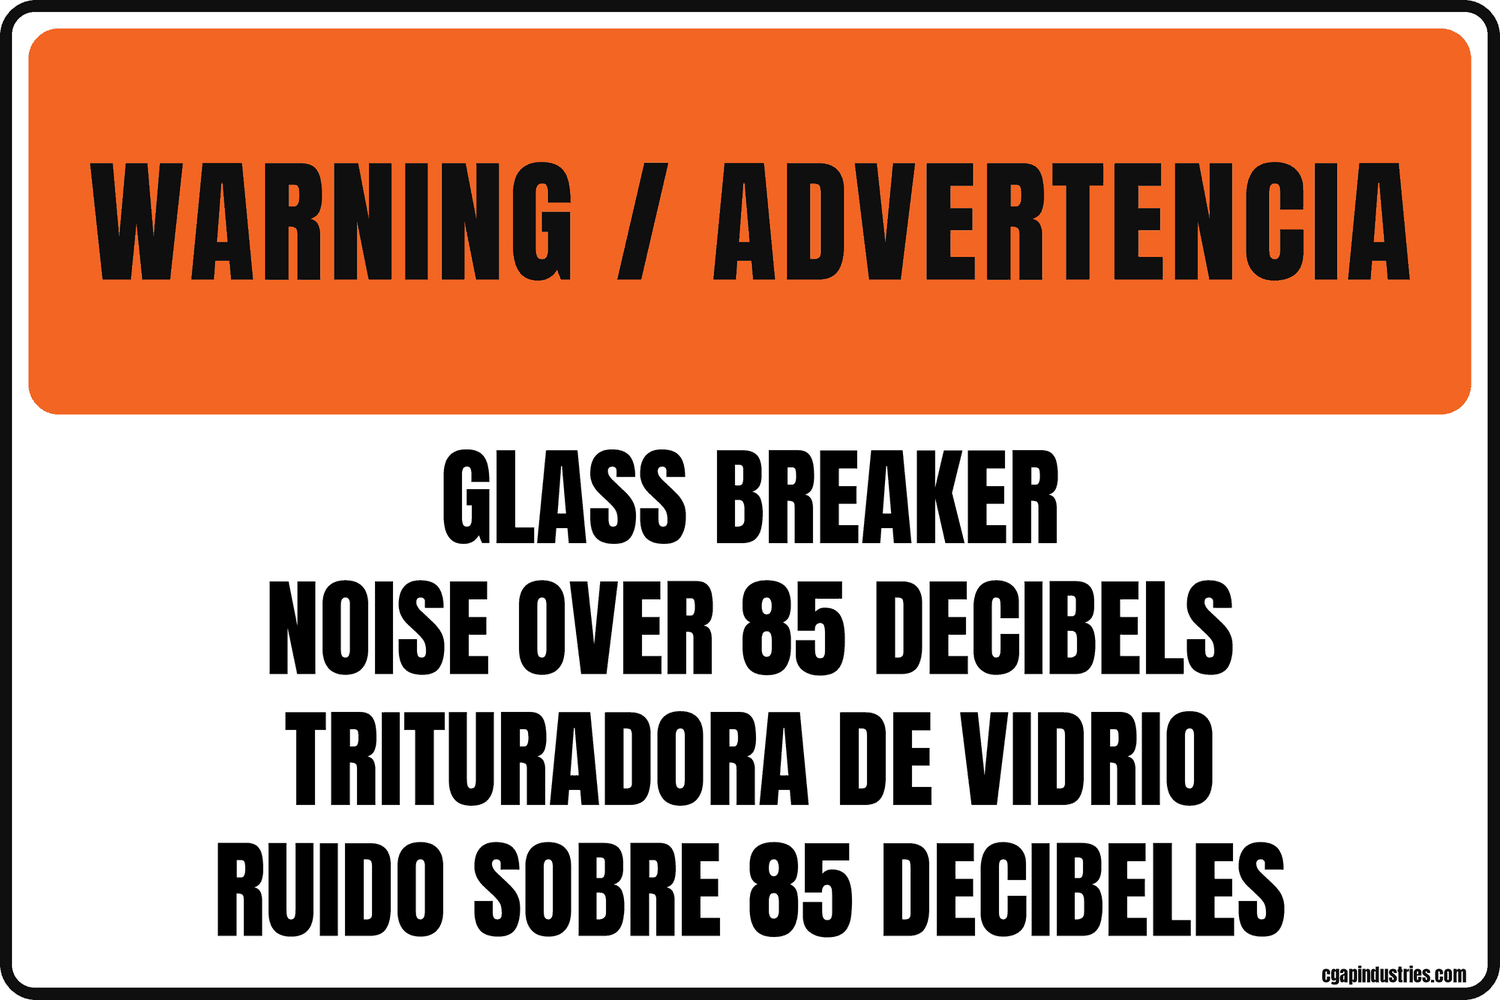 WARNING / ADVERTENCIA
GLASS BREAKER
NOISE OVER 85 DECIBELS
TRITURADORA DE VIDRIO
RUIDO SOBRE 85 DECIBELES
cgapindustries.com